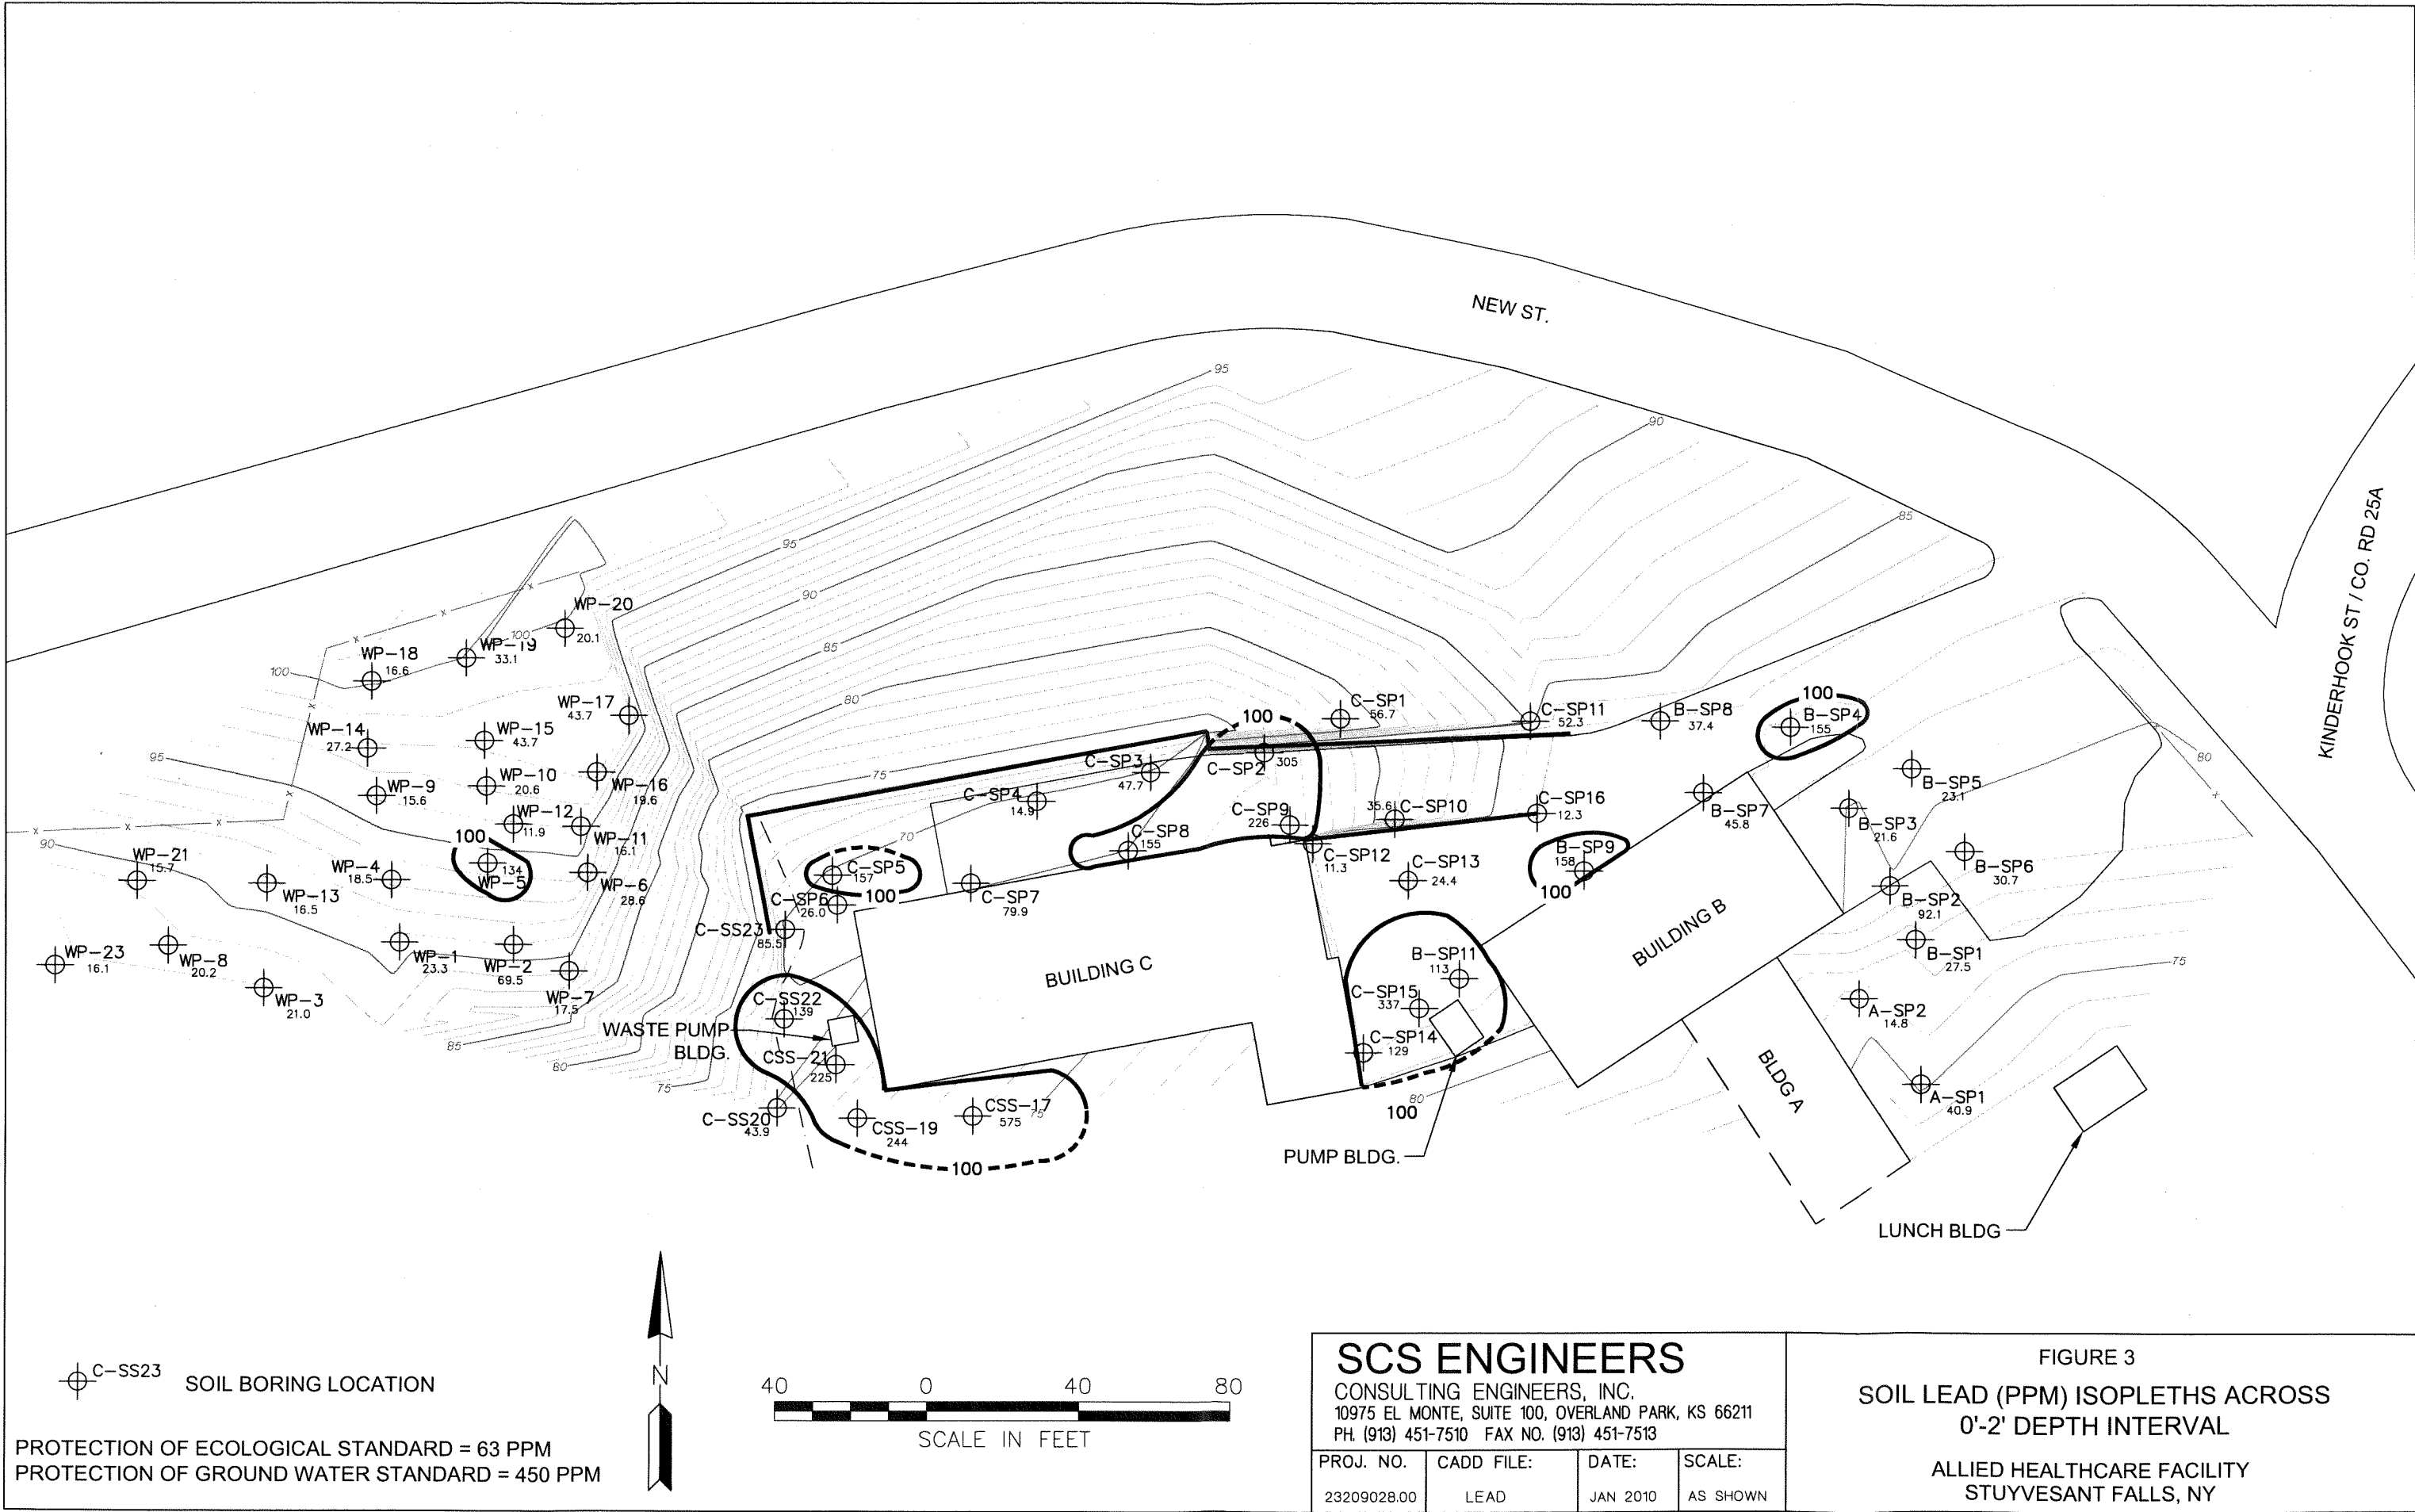 NEW ST.
KINDERHOOK ST / CO. RD 25A
95
90
85
95
90
85
80
75
70
100
100
95
90
85
80
75
80
75
80
75
WP-20
20.1
WP-19
33.1
WP-18
16.6
WP-17
43.7
WP-14
27.2
WP-15
43.7
WP-10
20.6
WP-16
19.6
WP-9
15.6
WP-12
11.9
WP-11
16.1
100
WP-21
15.7
WP-13
16.5
WP-4
18.5
134
WP-5
WP-6
28.6
WP-23
16.1
WP-8
20.2
WP-3
21.0
WP-1
23.3
WP-2
69.5
WP-7
17.5
100
C-SP1
56.7
C-SP2
305
C-SP3
47.7
C-SP4
14.9
C-SP8
155
C-SP9
226
35.6
C-SP10
C-SP11
52.3
C-SP16
12.3
C-SP12
11.3
C-SP13
24.4
C-SP5
157
100
C-SP6
26.0
C-SP7
79.9
C-SS23
85.5
C-SS22
139
WASTE PUMP
BLDG.
CSS-21
225
C-SS20
43.9
CSS-19
244
CSS-17
575
100
BUILDING C
B-SP8
37.4
100
B-SP4
155
B-SP7
45.8
B-SP9
158
100
B-SP5
23.1
B-SP3
21.6
B-SP6
30.7
B-SP2
92.1
B-SP1
27.5
A-SP2
14.8
A-SP1
40.9
BUILDING B
BLDG A
B-SP11
113
C-SP15
337
C-SP14
129
100
PUMP BLDG.
LUNCH BLDG
C-SS23
SOIL BORING LOCATION
PROTECTION OF ECOLOGICAL STANDARD = 63 PPM
PROTECTION OF GROUND WATER STANDARD = 450 PPM
N
40 0 40 80
SCALE IN FEET
SCS ENGINEERS
CONSULTING ENGINEERS, INC.
10975 EL MONTE, SUITE 100, OVERLAND PARK, KS 66211
PH. (913) 451-7510 FAX NO. (913) 451-7513
PROJ. NO.
23209028.00
CADD FILE:
LEAD
DATE:
JAN 2010
SCALE:
AS SHOWN
FIGURE 3
SOIL LEAD (PPM) ISOPLETHS ACROSS
0'-2' DEPTH INTERVAL
ALLIED HEALTHCARE FACILITY
STUYVESANT FALLS, NY